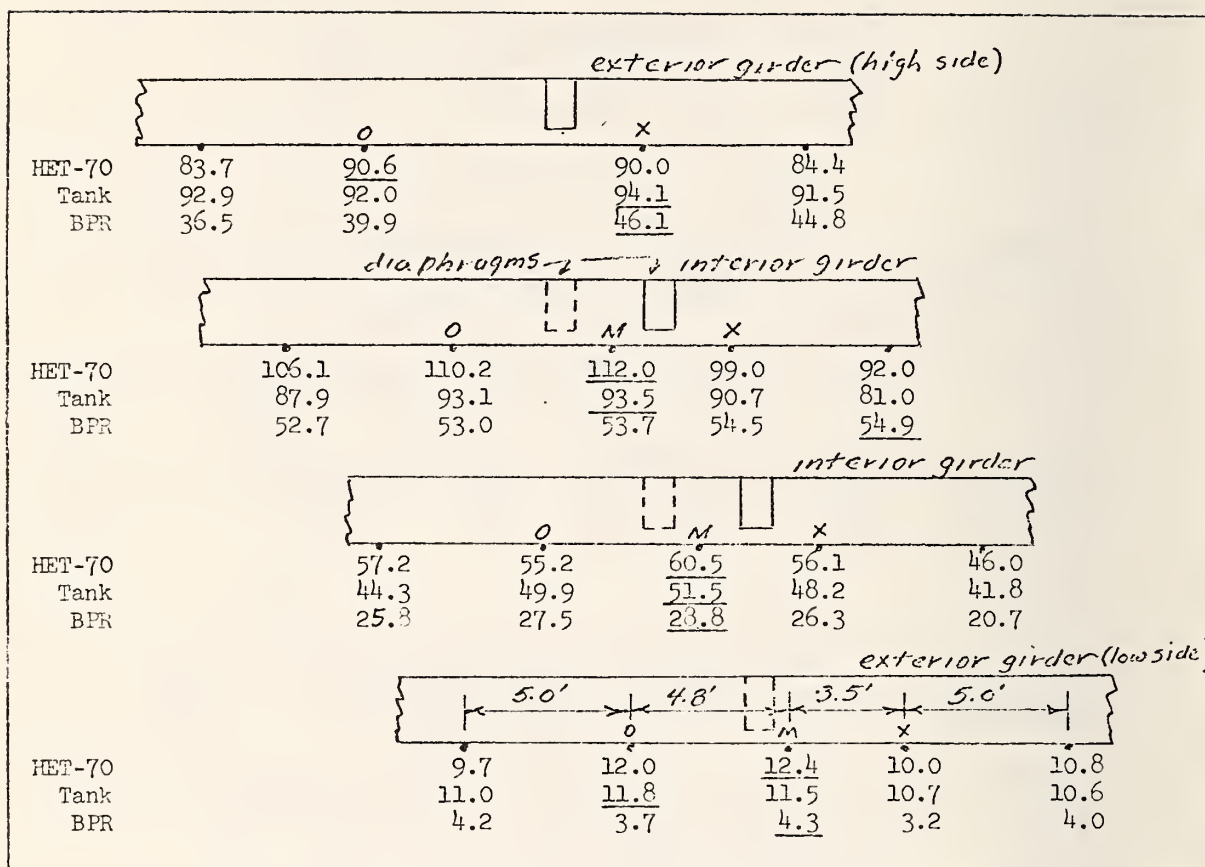 exterior girder (high side)
O X
HET-70 83.7 90.6 90.0 84.4
Tank 92.9 92.0 94.1 91.5
BPR 36.5 39.9 46.1 44.8
diaphragms interior girder
O M X
HET-70 106.1 110.2 112.0 99.0 92.0
Tank 87.9 93.1 93.5 90.7 81.0
BPR 52.7 53.0 53.7 54.5 54.9
interior girder
O M X
HET-70 57.2 55.2 60.5 56.1 46.0
Tank 44.3 49.9 51.5 48.2 41.8
BPR 25.8 27.5 28.8 26.3 20.7
exterior girder (low side)
5.0' 4.8' 3.5' 5.0'
O M X
HET-70 9.7 12.0 12.4 10.0 10.8
Tank 11.0 11.8 11.5 10.7 10.6
BPR 4.2 3.7 4.3 3.2 4.0